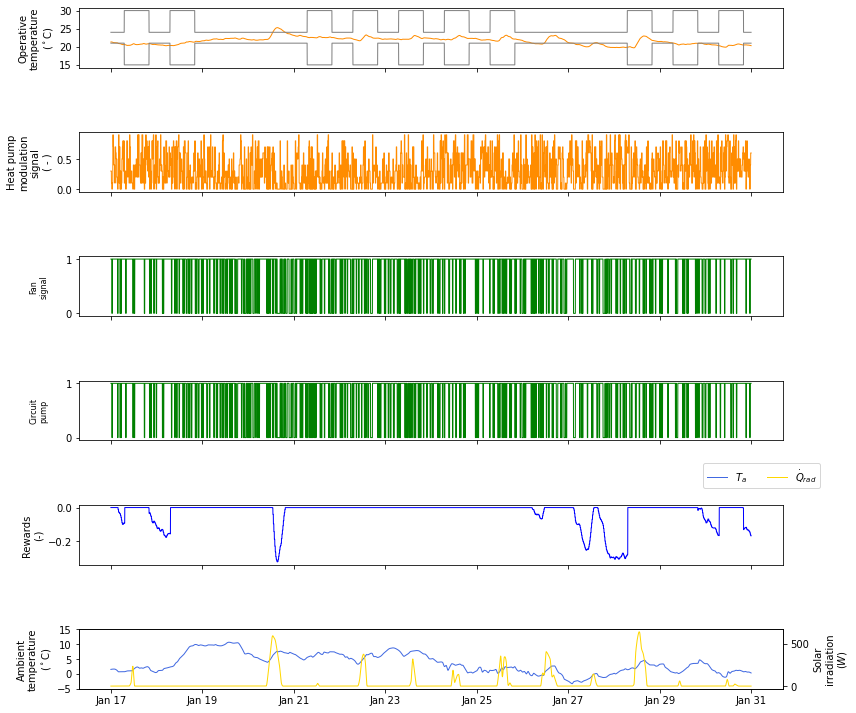 Operative
temperature
(°C)
30
25
20
15
Heat pump
modulation
signal
( - )
0.5
0.0
Fan
signal
1
0
Circuit
pump
1
0
T_a Q̇_rad
Rewards
(-)
0.0
−0.2
Ambient
temperature
(°C)
15
10
5
0
−5
500
0
Solar
irradiation
(W)
Jan 17 Jan 19 Jan 21 Jan 23 Jan 25 Jan 27 Jan 29 Jan 31